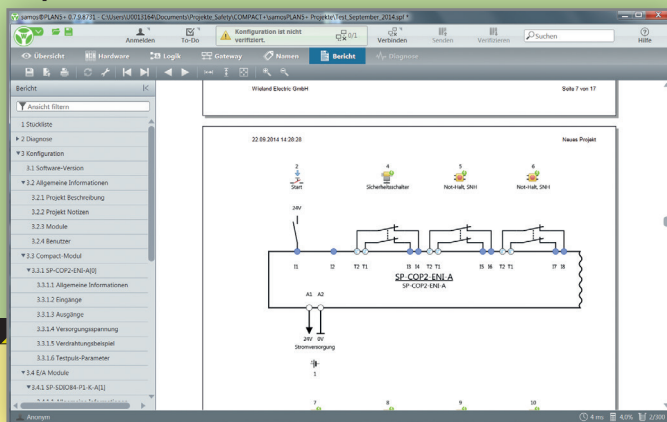 samos®PLAN5+ 0.7.9.8731 - C:\Users\U0013164\Documents\Projekte_Safety\COMPACT+\samosPLAN5+ Projekte\Test_September_2014.spf *
Anmelden
To-Do
Konfiguration ist nicht verifiziert.
0/1
Verbinden
Senden
Verifizieren
Suchen
Hilfe
Übersicht
Hardware
Logik
Gateway
Namen
Bericht
Diagnose
Bericht
Ansicht filtern
1 Stückliste
2 Diagnose
3 Konfiguration
3.1 Software-Version
3.2 Allgemeine Informationen
3.2.1 Projekt Beschreibung
3.2.2 Projekt Notizen
3.2.3 Module
3.2.4 Benutzer
3.3 Compact-Modul
3.3.1 SP-COP2-ENI-A[0]
3.3.1.1 Allgemeine Informationen
3.3.1.2 Eingänge
3.3.1.3 Ausgänge
3.3.1.4 Versorgungsspannung
3.3.1.5 Verdrahtungsbeispiel
3.3.1.6 Testpuls-Parameter
3.4 E/A Module
3.4.1 SP-SDIO84-P1-K-A[1]
Wieland Electric GmbH Seite 7 von 17
22.09.2014 14:28:28 Neues Projekt
2 4 5 6
Start Sicherheitsschalter Not-Halt, SNH Not-Halt, SNH
24V
I1 I2 T2 T1 I3 I4 T2 T1 I5 I6 T2 T1 I7 I8
SP-COP2-ENI-A
SP-COP2-ENI-A
A1 A2
24V 0V
Stromversorgung
1
7 8 9 10
Anonym
4 ms 4,0% 2/300